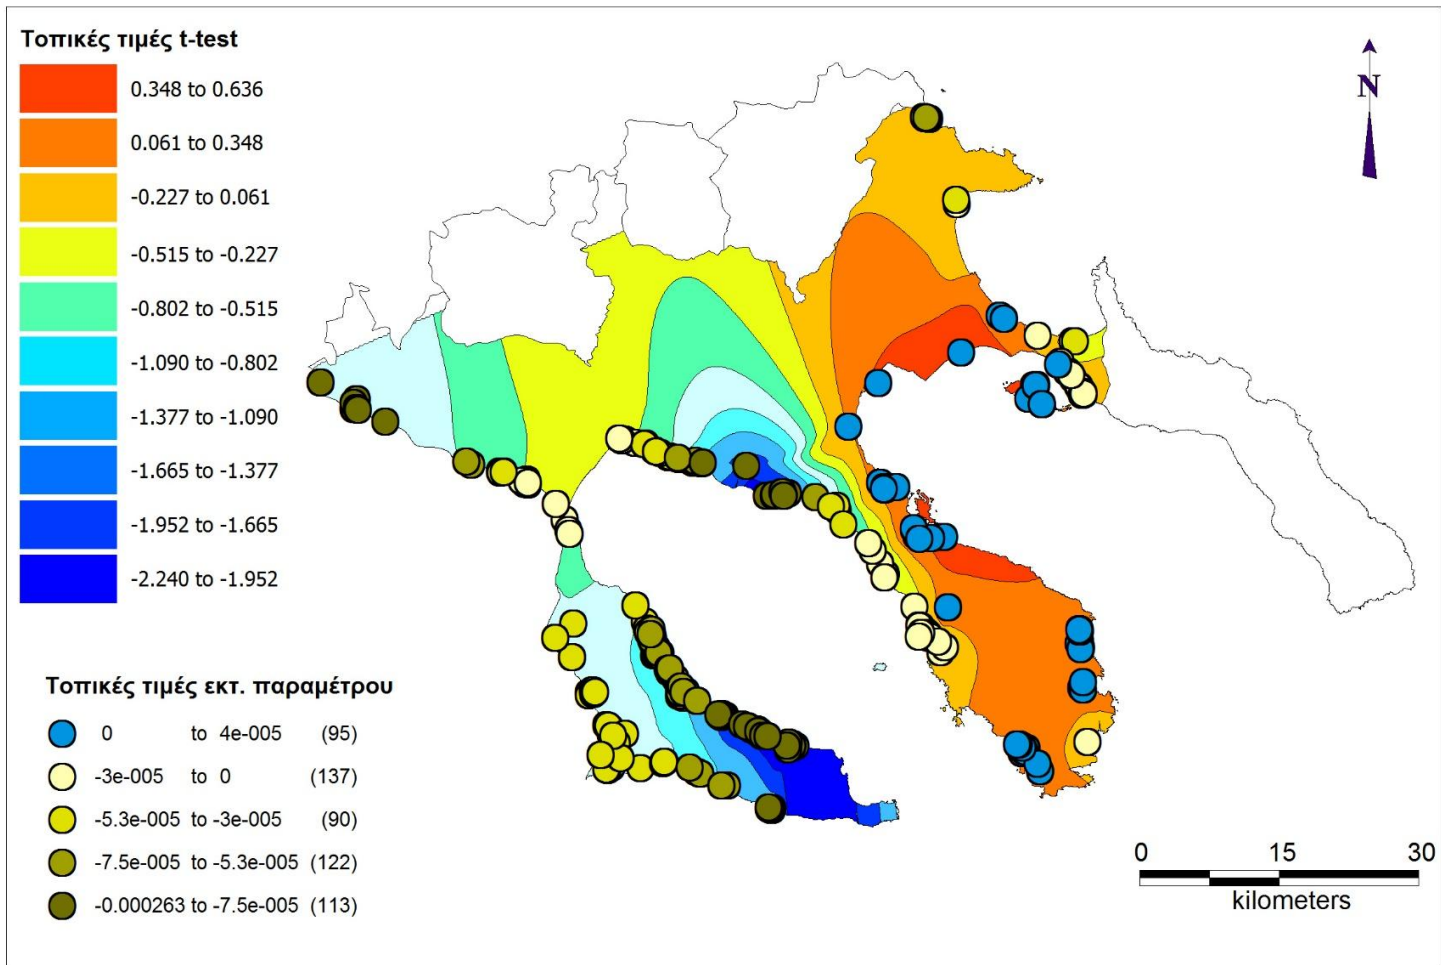 Τοπικές τιμές t-test
0.348 to 0.636
0.061 to 0.348
-0.227 to 0.061
-0.515 to -0.227
-0.802 to -0.515
-1.090 to -0.802
-1.377 to -1.090
-1.665 to -1.377
-1.952 to -1.665
-2.240 to -1.952
N
Τοπικές τιμές εκτ. παραμέτρου
0 to 4e-005 (95)
-3e-005 to 0 (137)
-5.3e-005 to -3e-005 (90)
-7.5e-005 to -5.3e-005 (122)
-0.000263 to -7.5e-005 (113)
0 15 30
kilometers